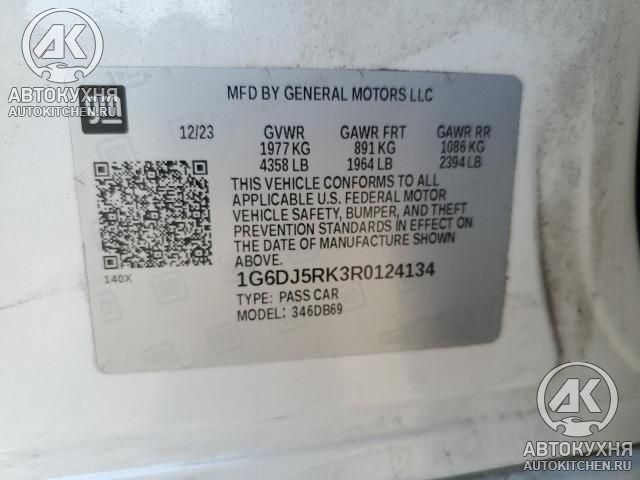 AK
АВТОКУХНЯ
AUTOKITCHEN.RU
gm
MFD BY GENERAL MOTORS LLC
12/23 GVWR GAWR FRT GAWR RR
1977 KG 891 KG 1086 KG
4358 LB 1964 LB 2394 LB
THIS VEHICLE CONFORMS TO ALL
APPLICABLE U.S. FEDERAL MOTOR
VEHICLE SAFETY, BUMPER, AND THEFT
PREVENTION STANDARDS IN EFFECT
ON THE DATE OF MANUFACTURE SHOWN
ABOVE.
140X
1G6DJ5RK3R0124134
TYPE: PASS CAR
MODEL: 346DB69
AK
АВТОКУХНЯ
AUTOKITCHEN.RU